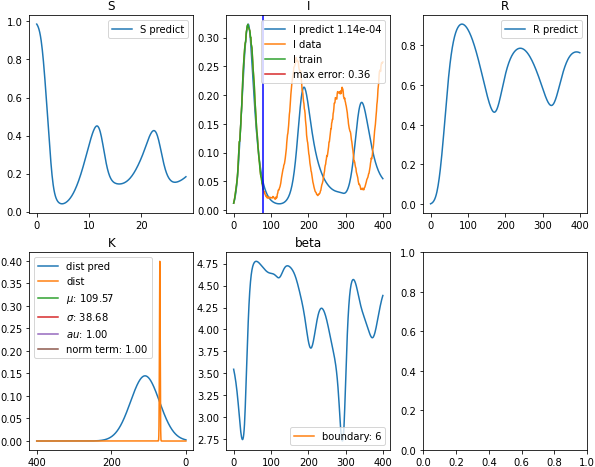 S
I
R
S predict
I predict 1.14e-04
I data
I train
max error: 0.36
R predict
1.0
0.8
0.6
0.4
0.2
0.0
0 10 20
0.30
0.25
0.20
0.15
0.10
0.05
0.00
0 100 200 300 400
0.8
0.6
0.4
0.2
0.0
0 100 200 300 400
K
beta
dist pred
dist
μ: 109.57
σ: 38.68
au: 1.00
norm term: 1.00
0.40
0.35
0.30
0.25
0.20
0.15
0.10
0.05
0.00
400 200 0
4.75
4.50
4.25
4.00
3.75
3.50
3.25
3.00
2.75
boundary: 6
0 100 200 300 400
1.0
0.8
0.6
0.4
0.2
0.0
0.0 0.2 0.4 0.6 0.8 1.0